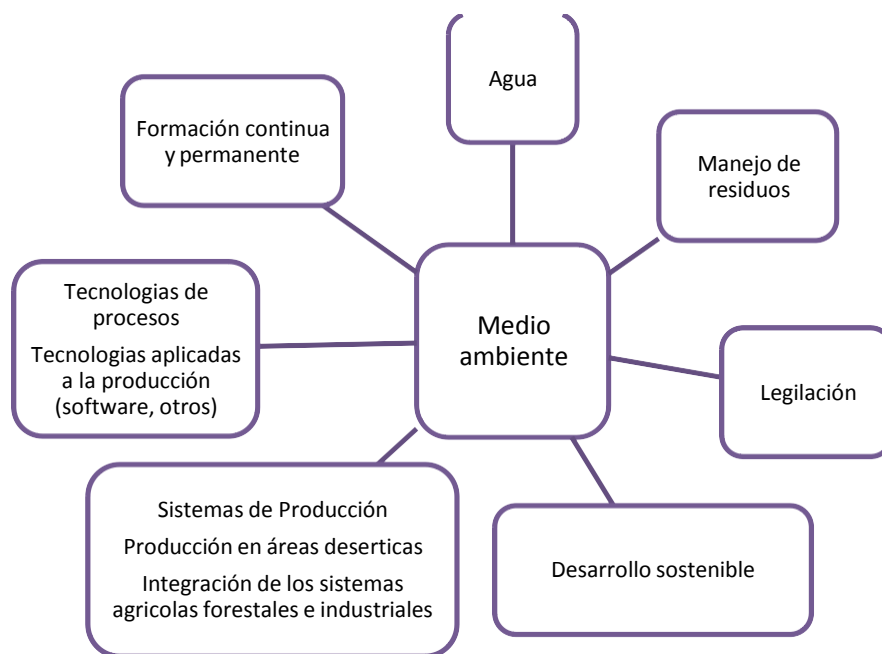 Agua
Formación continua
y permanente
Manejo de
residuos
Tecnologias de
procesos
Tecnologias aplicadas
a la producción
(software, otros)
Medio
ambiente
Legilación
Sistemas de Producción
Producción en áreas deserticas
Integración de los sistemas
agricolas forestales e industriales
Desarrollo sostenible